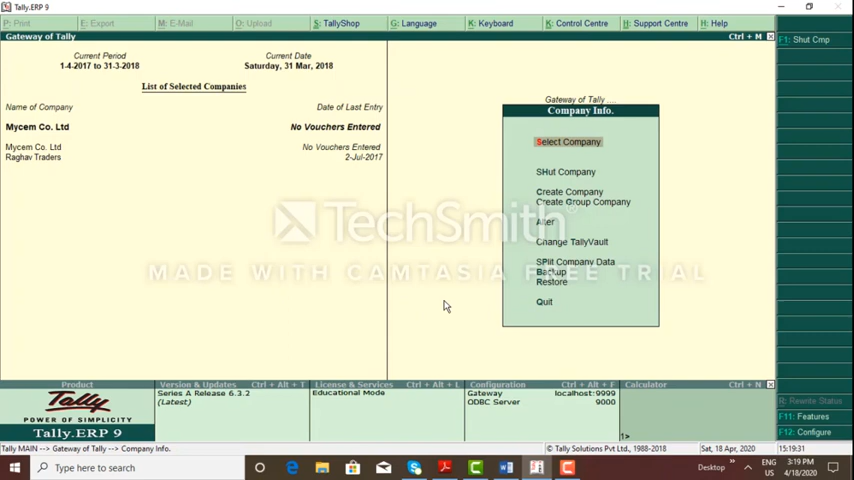 Tally.ERP 9
P: Print
E: Export
M: E-Mail
O: Upload
S: TallyShop
G: Language
K: Keyboard
K: Control Centre
H: Support Centre
H: Help
F1: Shut Cmp
Gateway of Tally
Ctrl + M
Current Period
1-4-2017 to 31-3-2018
Current Date
Saturday, 31 Mar, 2018
List of Selected Companies
Name of Company
Date of Last Entry
Mycem Co. Ltd
No Vouchers Entered
Mycem Co. Ltd
No Vouchers Entered
Raghav Traders
2-Jul-2017
Gateway of Tally ....
Company Info.
Select Company
SHut Company
Create Company
Create Group Company
Alter
Change TallyVault
SPlit Company Data
Backup
Restore
Quit
TechSmith
MADE WITH CAMTASIA FREE TRIAL
Product
Tally
POWER OF SIMPLICITY
Tally.ERP 9
Version & Updates
Ctrl + Alt + T
Series A Release 6.3.2
(Latest)
License & Services
Ctrl + Alt + L
Educational Mode
Configuration
Ctrl + Alt + F
Gateway
localhost:9999
ODBC Server
9000
Calculator
Ctrl + N
1>
R: Rewrite Status
F11: Features
F12: Configure
Tally MAIN --> Gateway of Tally --> Company Info.
© Tally Solutions Pvt Ltd., 1988-2018
Sat, 18 Apr, 2020
15:19:31
Type here to search
Desktop
ENG
US
3:19 PM
4/18/2020